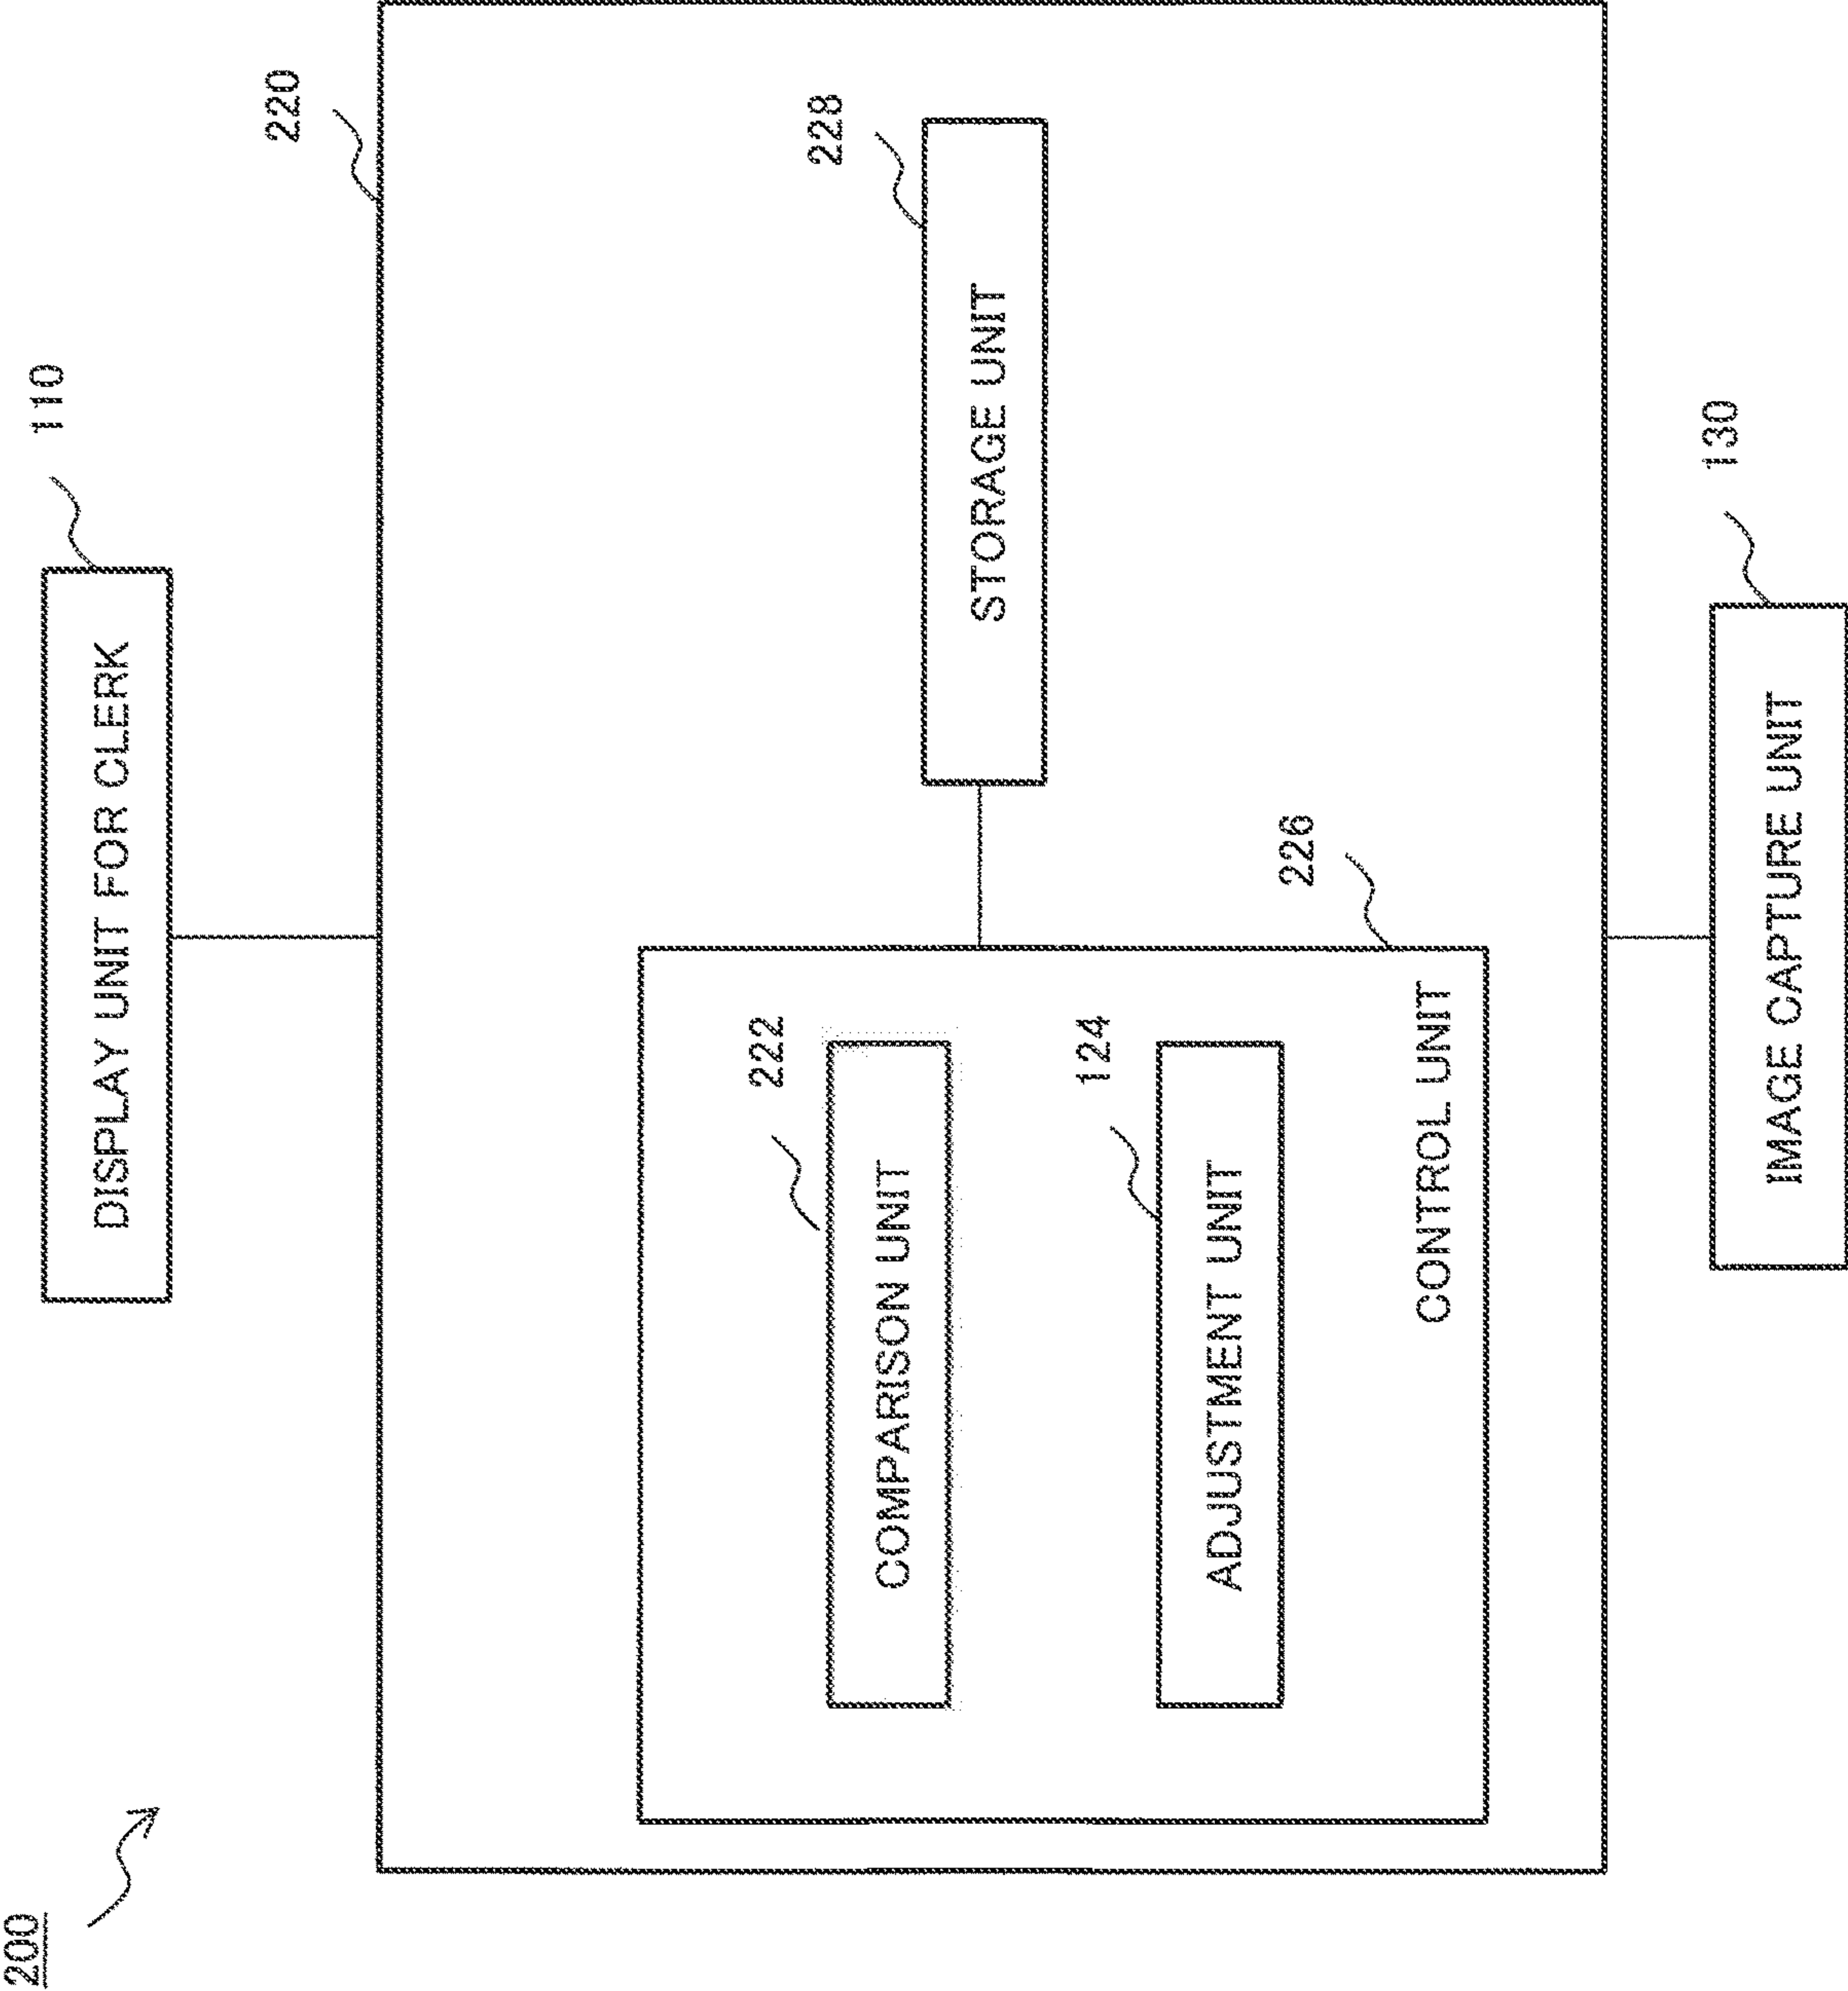 200
110
DISPLAY UNIT FOR CLERK
220
228
STORAGE UNIT
222
COMPARISON UNIT
124
ADJUSTMENT UNIT
226
CONTROL UNIT
130
IMAGE CAPTURE UNIT